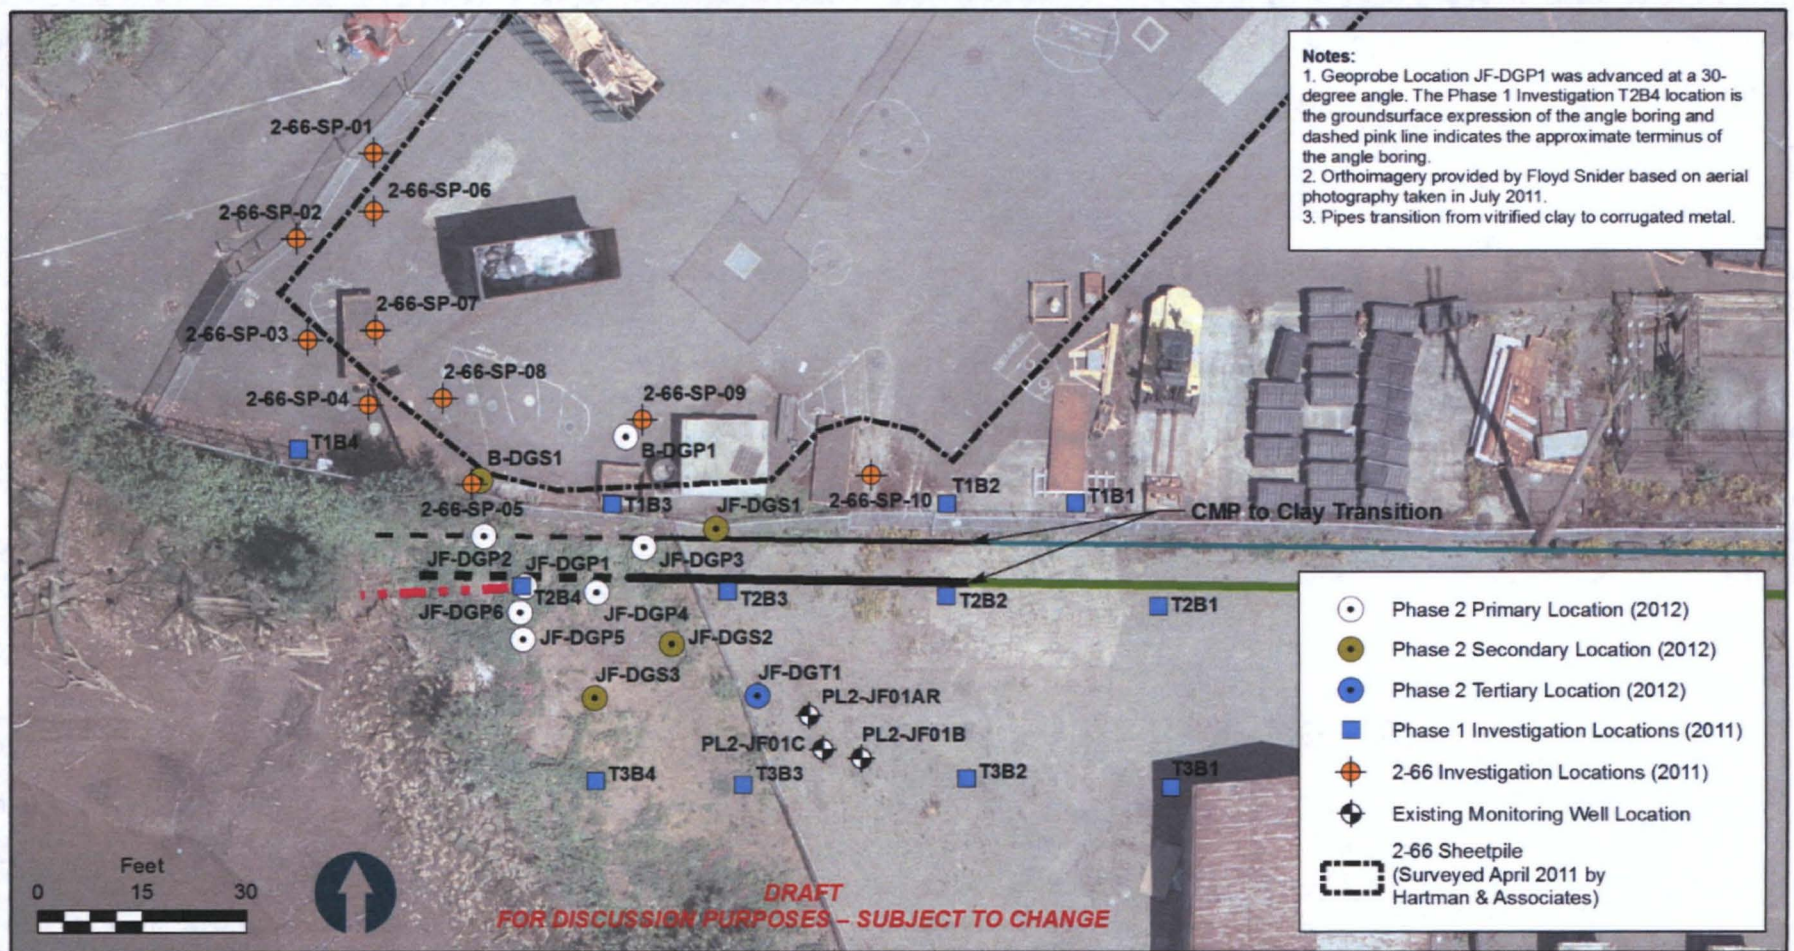 Notes:
1. Geoprobe Location JF-DGP1 was advanced at a 30-
degree angle. The Phase 1 Investigation T2B4 location is
the groundsurface expression of the angle boring and
dashed pink line indicates the approximate terminus of
the angle boring.
2. Orthoimagery provided by Floyd Snider based on aerial
photography taken in July 2011.
3. Pipes transition from vitrified clay to corrugated metal.
2-66-SP-01
2-66-SP-06
2-66-SP-02
2-66-SP-07
2-66-SP-03
2-66-SP-08
2-66-SP-04
2-66-SP-09
T1B4
B-DGP1
B-DGS1
2-66-SP-05
T1B3
JF-DGS1
2-66-SP-10
T1B2
T1B1
CMP to Clay Transition
JF-DGP2
JF-DGP1
JF-DGP3
T2B4
JF-DGP6
JF-DGP4
T2B3
T2B2
T2B1
JF-DGP5
JF-DGS2
JF-DGS3
JF-DGT1
PL2-JF01AR
PL2-JF01C
PL2-JF01B
T3B4
T3B3
T3B2
T3B1
Phase 2 Primary Location (2012)
Phase 2 Secondary Location (2012)
Phase 2 Tertiary Location (2012)
Phase 1 Investigation Locations (2011)
2-66 Investigation Locations (2011)
Existing Monitoring Well Location
2-66 Sheetpile
(Surveyed April 2011 by
Hartman & Associates)
Feet
0 15 30
DRAFT
FOR DISCUSSION PURPOSES – SUBJECT TO CHANGE